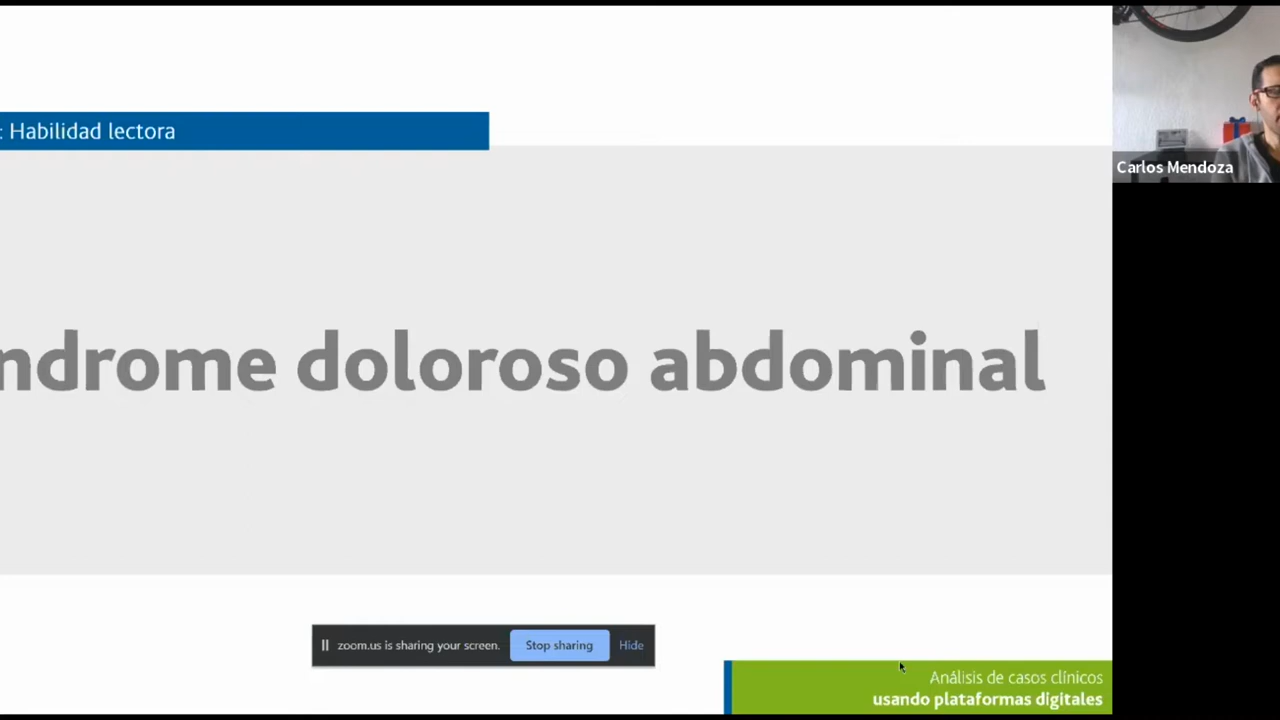 : Habilidad lectora
Carlos Mendoza
ndrome doloroso abdominal
zoom.us is sharing your screen. Stop sharing Hide
Análisis de casos clínicos
usando plataformas digitales